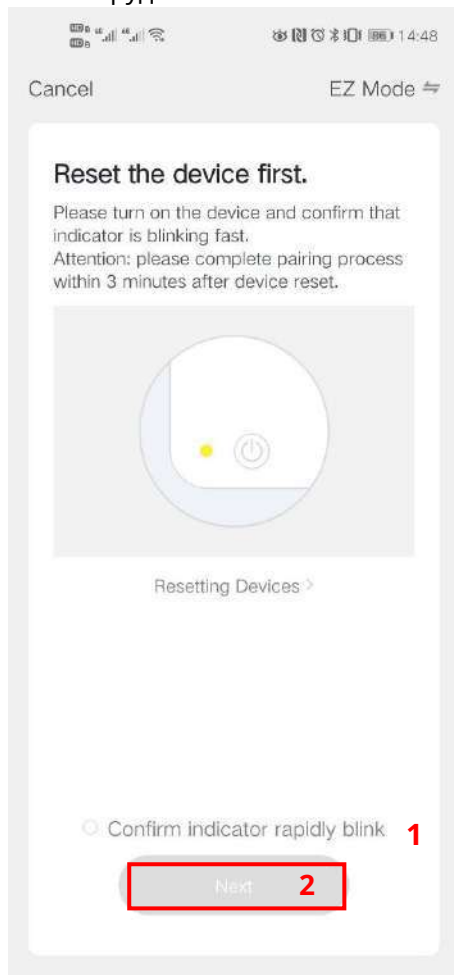 14:48
Cancel EZ Mode
Reset the device first.
Please turn on the device and confirm that
indicator is blinking fast.
Attention: please complete pairing process
within 3 minutes after device reset.
Resetting Devices
Confirm indicator rapidly blink 1
Next 2